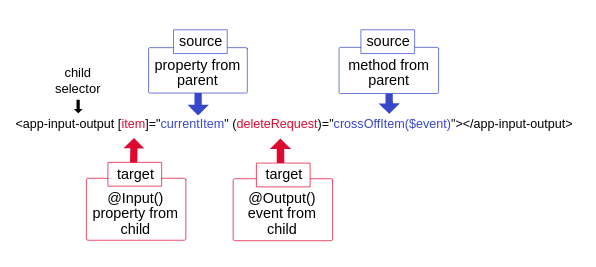 source
property from
parent
source
method from
parent
child
selector
<app-input-output [item]="currentItem" (deleteRequest)="crossOffItem($event)"></app-input-output>
target
@Input()
property from
child
target
@Output()
event from
child